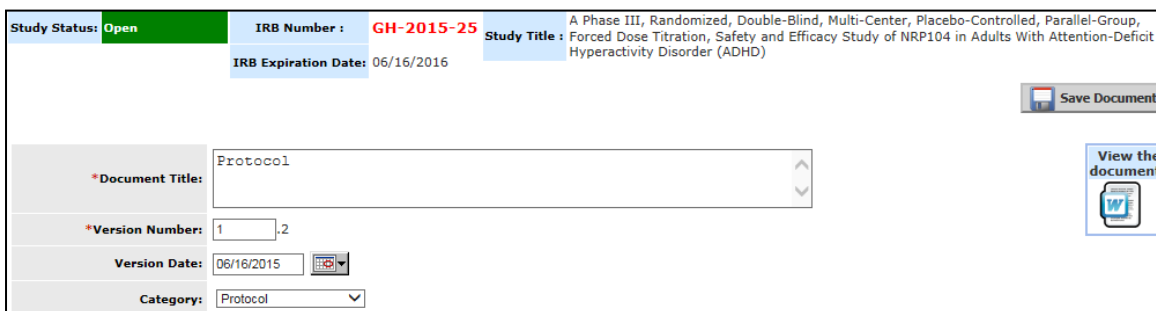 Study Status: Open IRB Number : GH-2015-25 Study Title : A Phase III, Randomized, Double-Blind, Multi-Center, Placebo-Controlled, Parallel-Group,
Forced Dose Titration, Safety and Efficacy Study of NRP104 in Adults With Attention-Deficit
Hyperactivity Disorder (ADHD)
IRB Expiration Date: 06/16/2016
Save Document
*Document Title: Protocol
View the
document
W
*Version Number: 1 .2
Version Date: 06/16/2015
Category: Protocol